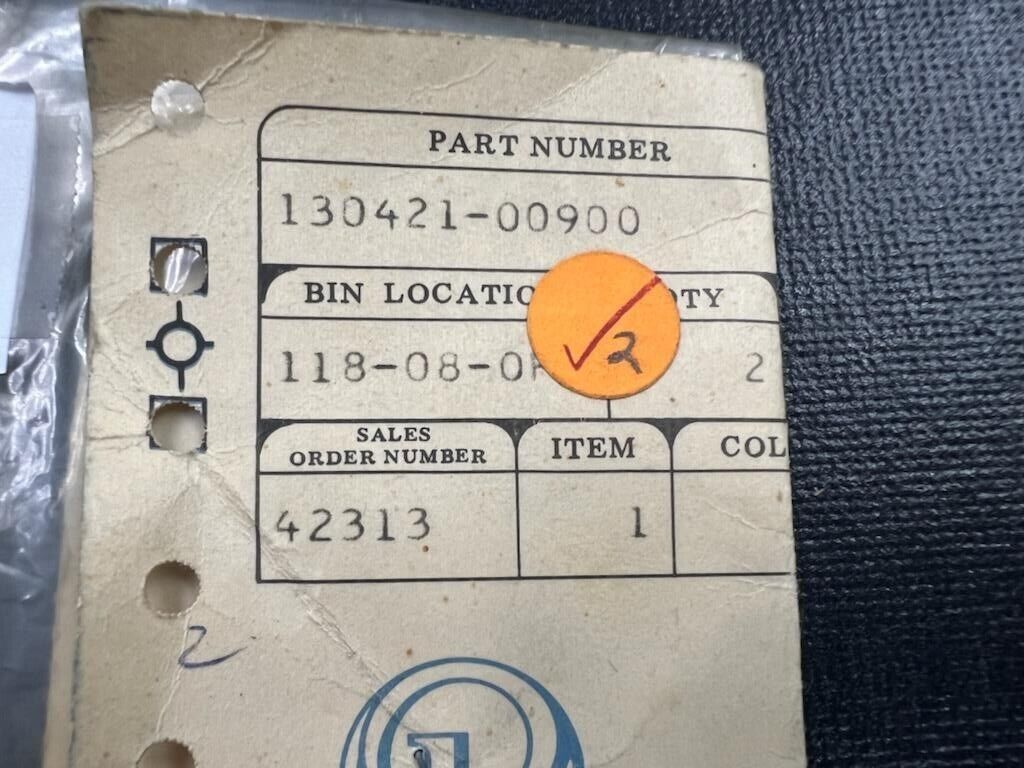 PART NUMBER
130421-00900
BIN LOCATIO QTY
118-08-0 2
2
SALES
ORDER NUMBER ITEM COL
42313 1
2